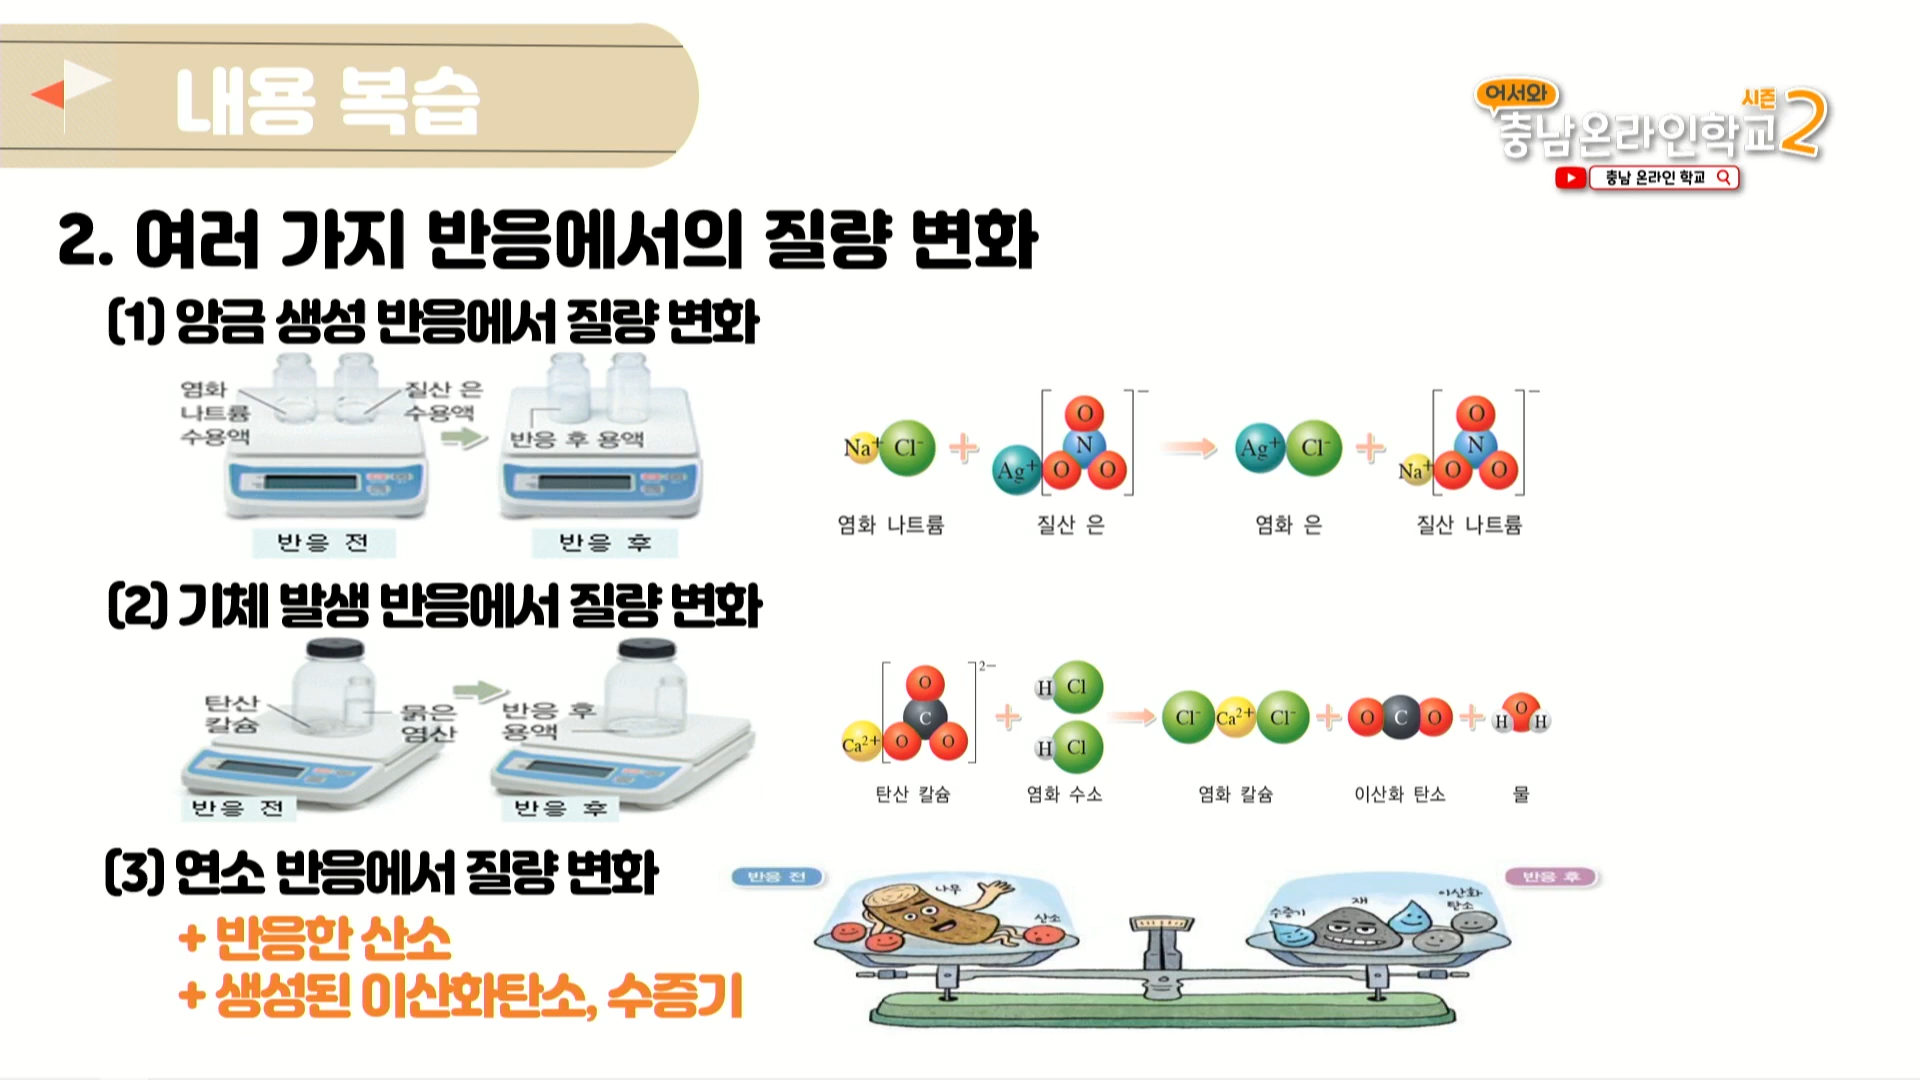 내용 복습
어서와
시즌2
충남온라인학교
충남 온라인 학교
2. 여러 가지 반응에서의 질량 변화
(1) 앙금 생성 반응에서 질량 변화
염화
나트륨
수용액
질산 은
수용액
반응 후 용액
반응 전
반응 후
Na⁺ Cl⁻ + Ag⁺ [O N O O]⁻ → Ag⁺ Cl⁻ + Na⁺ [O N O O]⁻
염화 나트륨 질산 은 염화 은 질산 나트륨
(2) 기체 발생 반응에서 질량 변화
탄산
칼슘
묽은
염산
반응 후
용액
반응 전
반응 후
Ca²⁺ [O C O O]²⁻ + H Cl H Cl → Cl⁻ Ca²⁺ Cl⁻ + O C O + H O H
탄산 칼슘 염화 수소 염화 칼슘 이산화 탄소 물
(3) 연소 반응에서 질량 변화
+ 반응한 산소
+ 생성된 이산화탄소, 수증기
반응 전
나무
산소
반응 후
수증기
재
이산화
탄소